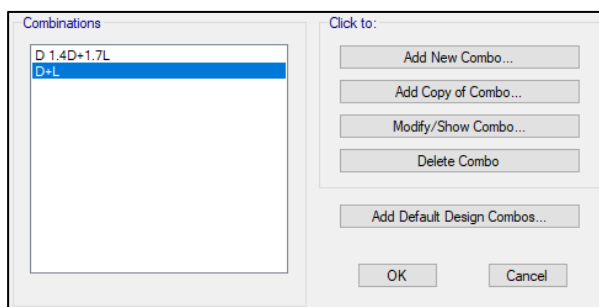 Combinations
D 1.4D+1.7L
D+L
Click to:
Add New Combo...
Add Copy of Combo...
Modify/Show Combo...
Delete Combo
Add Default Design Combos...
OK
Cancel